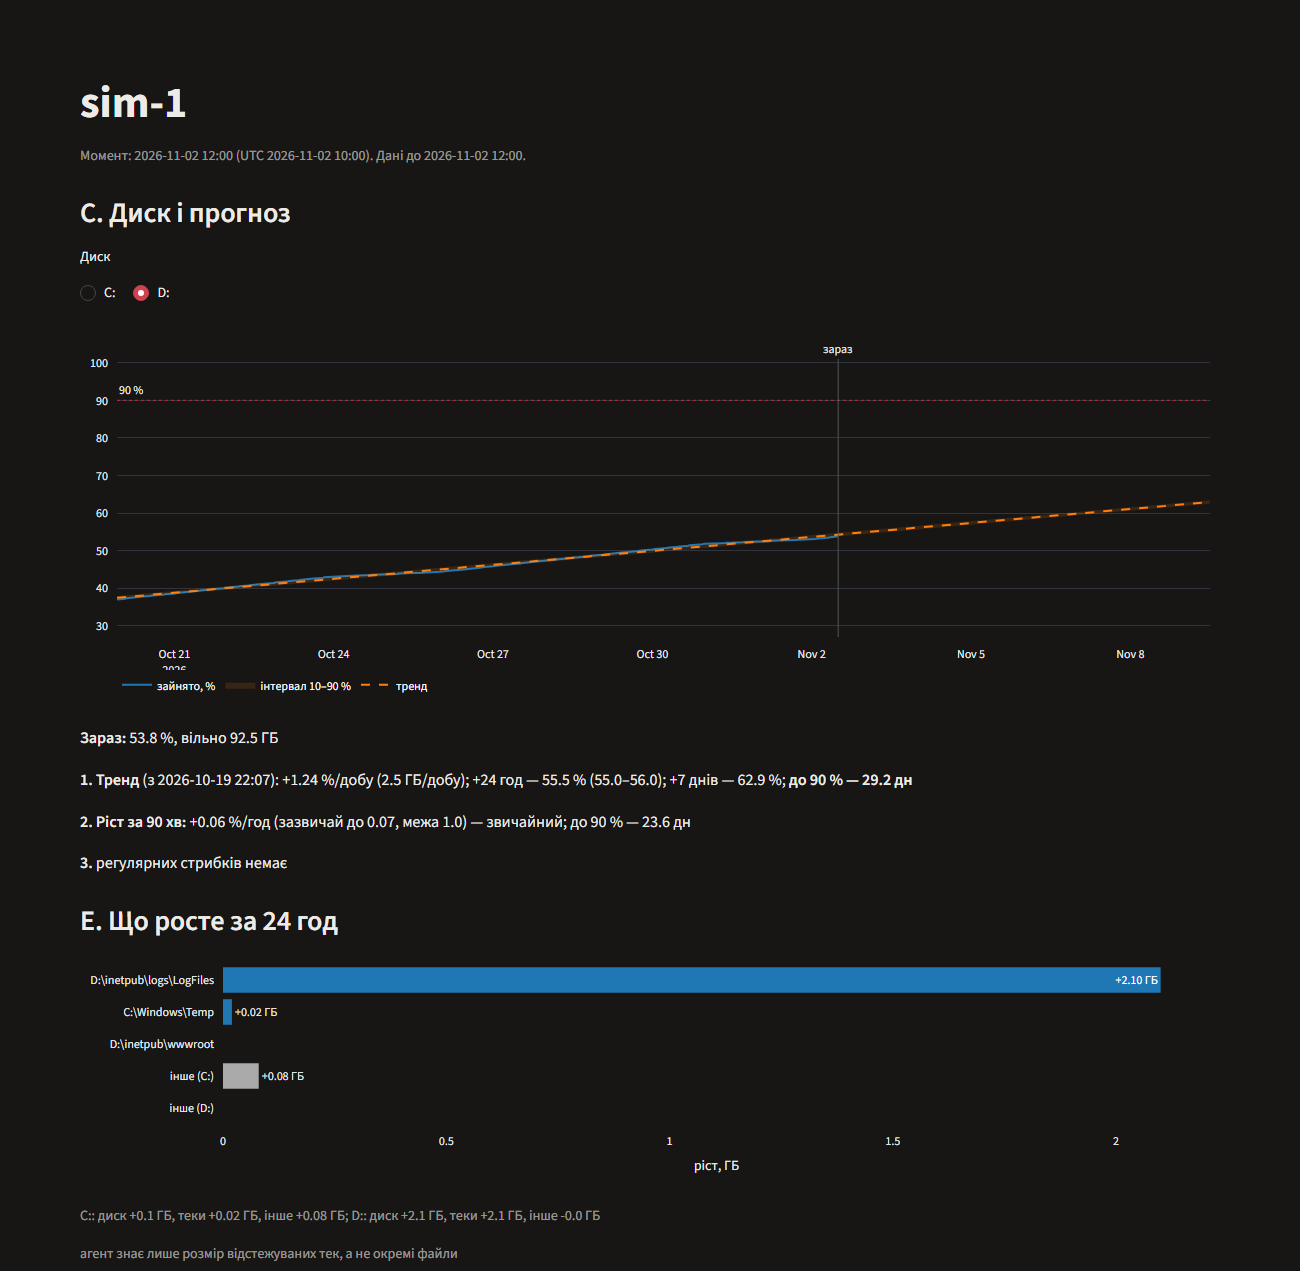 sim-1
Момент: 2026-11-02 12:00 (UTC 2026-11-02 10:00). Дані до 2026-11-02 12:00.
С. Диск і прогноз
Диск
C: D:
зараз
100
90 %
90
80
70
60
50
40
30
Oct 21 Oct 24 Oct 27 Oct 30 Nov 2 Nov 5 Nov 8
2026
зайнято, % інтервал 10–90 % тренд
Зараз: 53.8 %, вільно 92.5 ГБ
1. Тренд (з 2026-10-19 22:07): +1.24 %/добу (2.5 ГБ/добу); +24 год — 55.5 % (55.0–56.0); +7 днів — 62.9 %; до 90 % — 29.2 дн
2. Ріст за 90 хв: +0.06 %/год (зазвичай до 0.07, межа 1.0) — звичайний; до 90 % — 23.6 дн
3. регулярних стрибків немає
Е. Що росте за 24 год
D:\inetpub\logs\LogFiles +2.10 ГБ
C:\Windows\Temp +0.02 ГБ
D:\inetpub\wwwroot
інше (C:) +0.08 ГБ
інше (D:)
0 0.5 1 1.5 2
ріст, ГБ
C:: диск +0.1 ГБ, теки +0.02 ГБ, інше +0.08 ГБ; D:: диск +2.1 ГБ, теки +2.1 ГБ, інше -0.0 ГБ
агент знає лише розмір відстежуваних тек, а не окремі файли